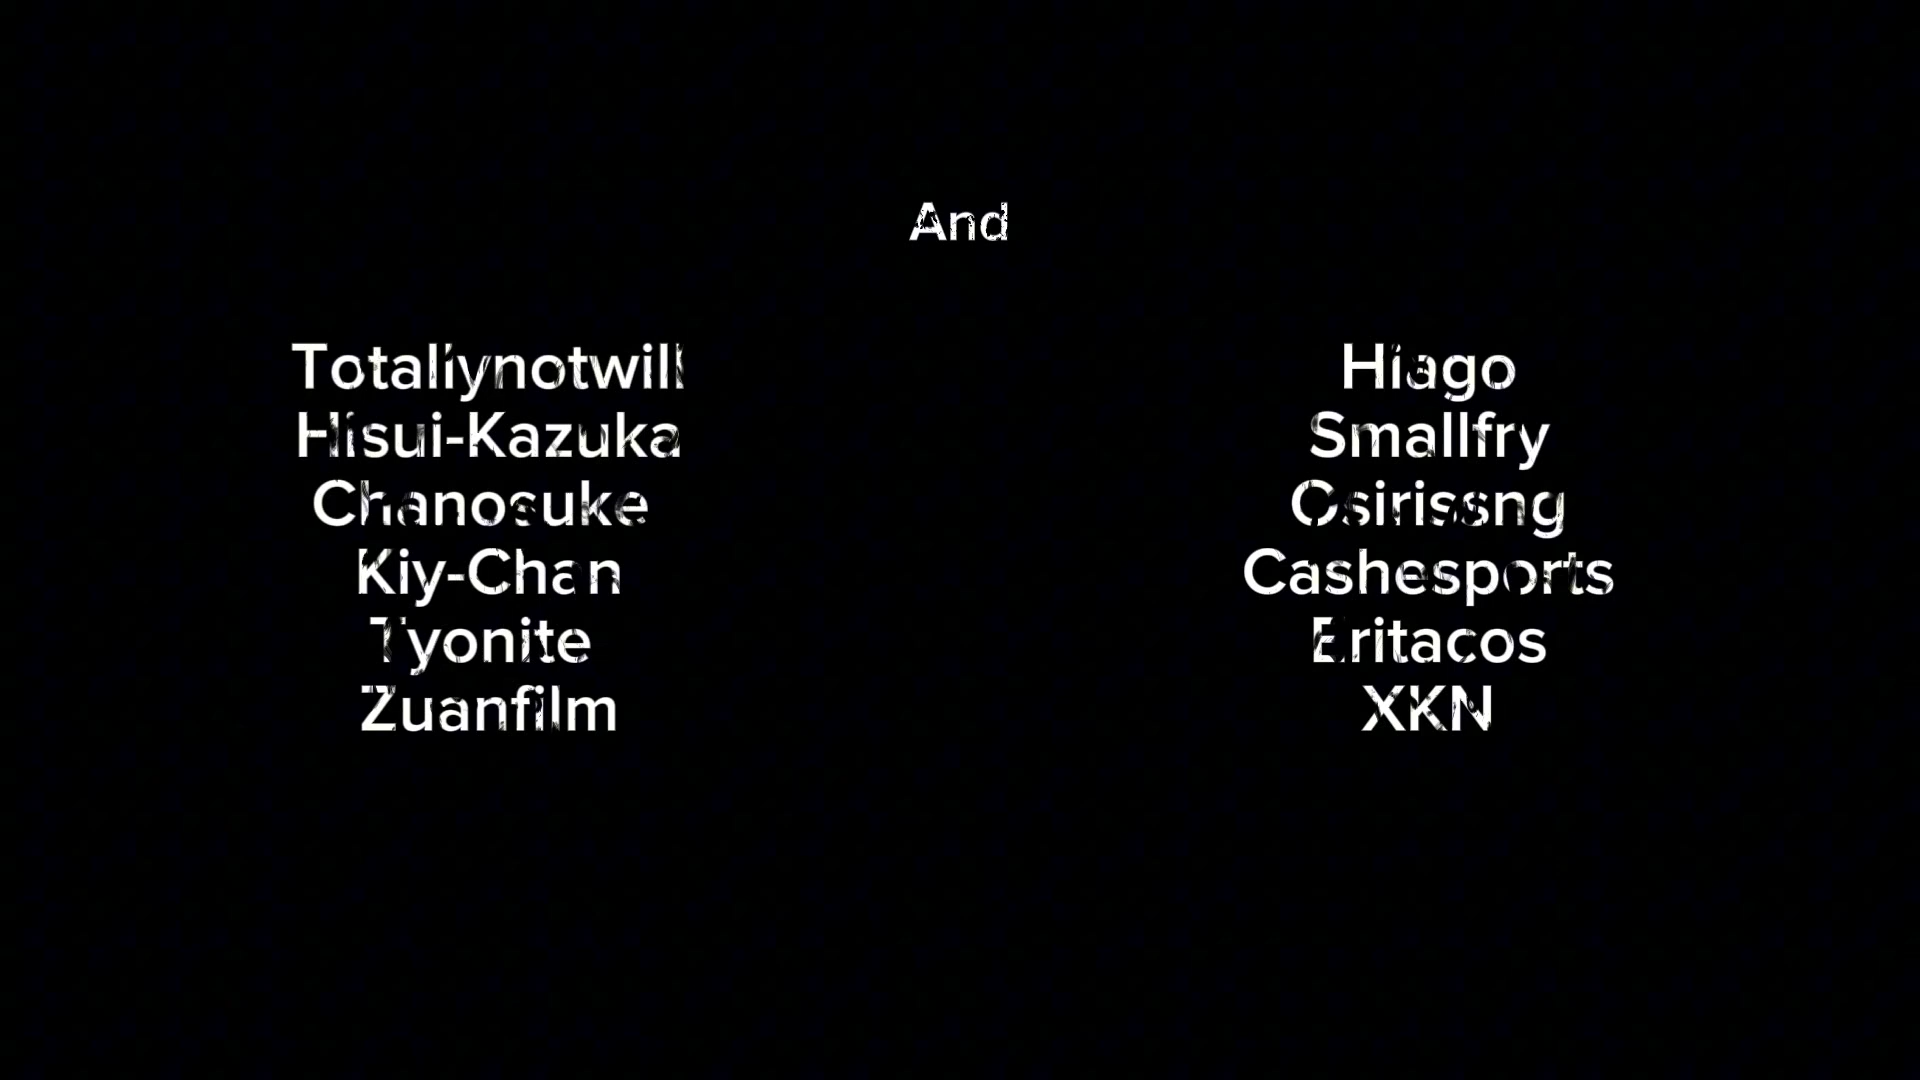 And
Totallynotwill
Hisui-Kazuka
Chanosuke
Kiy-Chan
Tyonite
Zuanfilm
Hiago
Smallfry
Osirissng
Cashesports
Eritacos
XKN